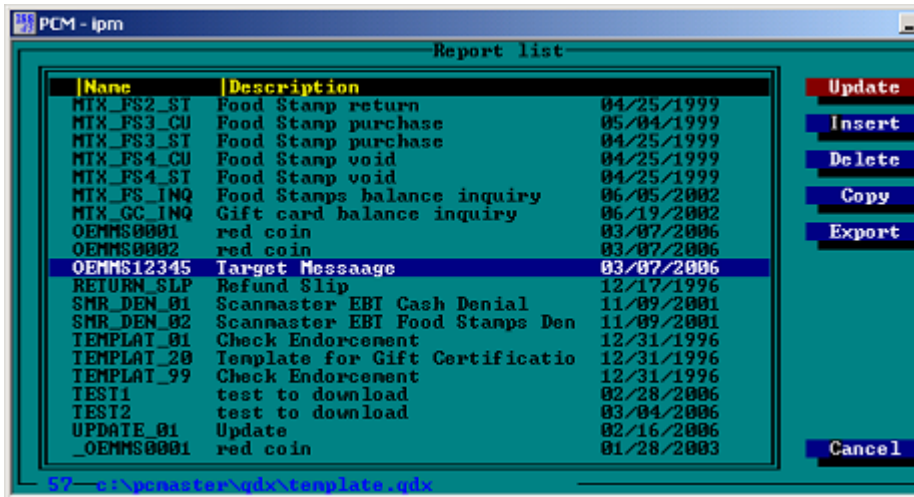 PCM - ipm
Report list
|Name |Description
MTX_FS2_ST Food Stamp return 04/25/1999
MTX_FS3_CU Food Stamp purchase 05/04/1999
MTX_FS3_ST Food Stamp purchase 04/25/1999
MTX_FS4_CU Food Stamp void 04/25/1999
MTX_FS4_ST Food Stamp void 04/25/1999
MTX_FS_INQ Food Stamps balance inquiry 06/05/2002
MTX_GC_INQ Gift card balance inquiry 06/19/2002
OEMMS0001 red coin 03/07/2006
OEMMS0002 red coin 03/07/2006
OEMMS12345 Target Messaage 03/07/2006
RETURN_SLP Refund Slip 12/17/1996
SMR_DEN_01 Scanmaster EBT Cash Denial 11/09/2001
SMR_DEN_02 Scanmaster EBT Food Stamps Den 11/09/2001
TEMPLAT_01 Check Endorcement 12/31/1996
TEMPLAT_20 Template for Gift Certificatio 12/31/1996
TEMPLAT_99 Check Endorcement 12/31/1996
TEST1 test to download 02/28/2006
TEST2 test to download 03/04/2006
UPDATE_01 Update 02/16/2006
_OEMMS0001 red coin 01/28/2003
Update
Insert
Delete
Copy
Export
Cancel
57 c:\pcmaster\qdx\template.qdx